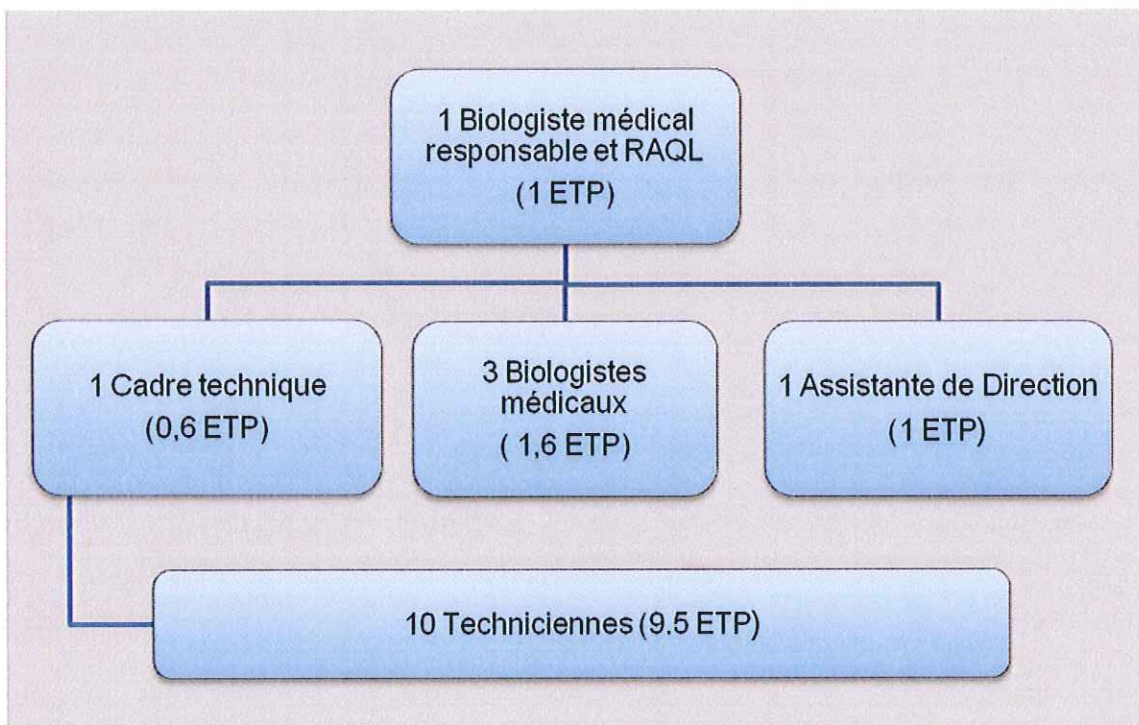 1 Biologiste médical
responsable et RAQL
(1 ETP)
1 Cadre technique
(0,6 ETP)
3 Biologistes
médicaux
( 1,6 ETP)
1 Assistante de Direction
(1 ETP)
10 Techniciennes (9.5 ETP)